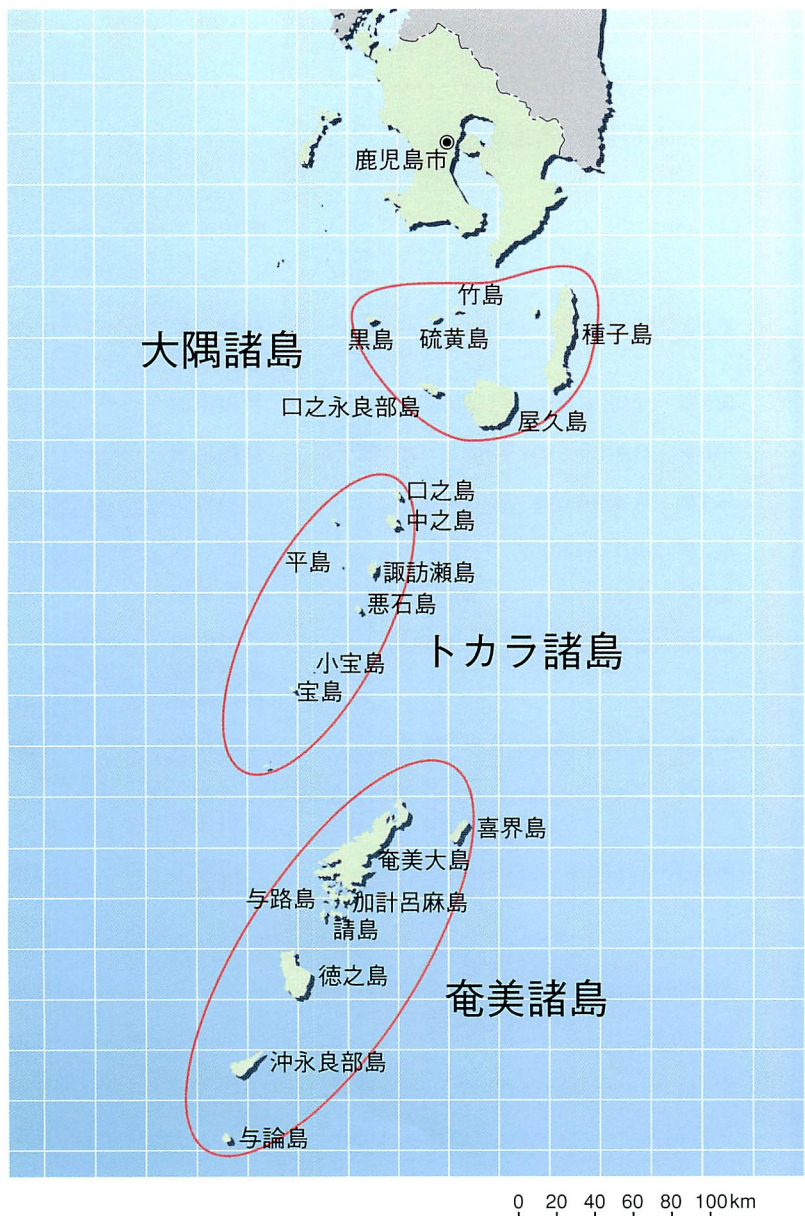 鹿児島市
竹島
大隅諸島
黒島
硫黄島
種子島
口之永良部島
屋久島
口之島
中之島
平島
諏訪瀬島
悪石島
トカラ諸島
小宝島
宝島
喜界島
奄美大島
与路島
加計呂麻島
請島
徳之島
奄美諸島
沖永良部島
与論島
0 20 40 60 80 100km